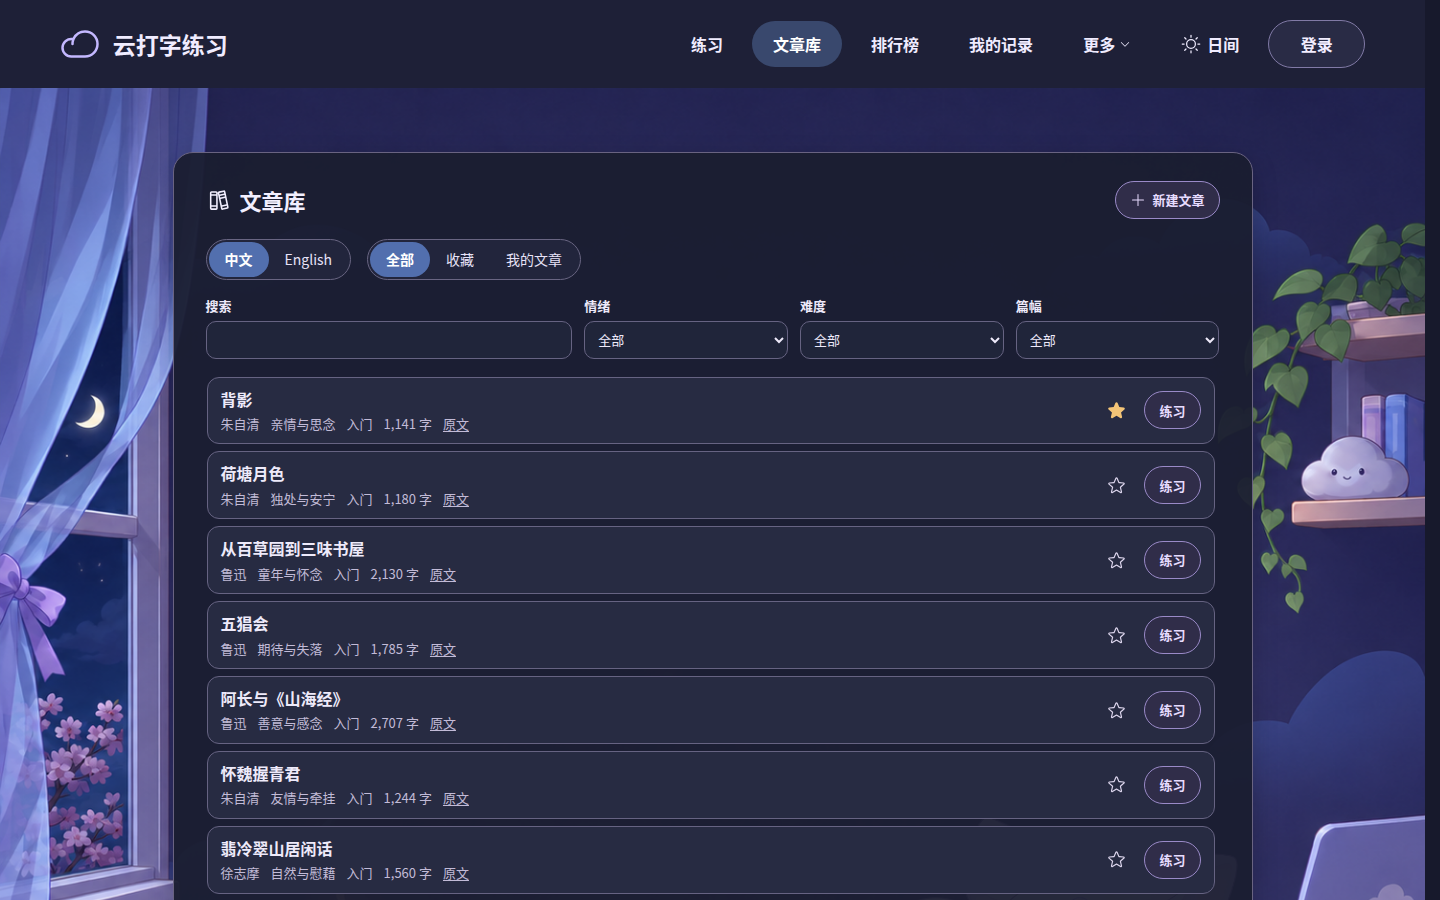 云打字练习
练习 文章库 排行榜 我的记录 更多 日间 登录
文章库
新建文章
中文 English 全部 收藏 我的文章
搜索 情绪 难度 篇幅
全部 全部 全部
背影
朱自清 亲情与思念 入门 1,141 字 原文
练习
荷塘月色
朱自清 独处与安宁 入门 1,180 字 原文
练习
从百草园到三味书屋
鲁迅 童年与怀念 入门 2,130 字 原文
练习
五猖会
鲁迅 期待与失落 入门 1,785 字 原文
练习
阿长与《山海经》
鲁迅 善意与感念 入门 2,707 字 原文
练习
怀魏握青君
朱自清 友情与牵挂 入门 1,244 字 原文
练习
翡冷翠山居闲话
徐志摩 自然与慰藉 入门 1,560 字 原文
练习